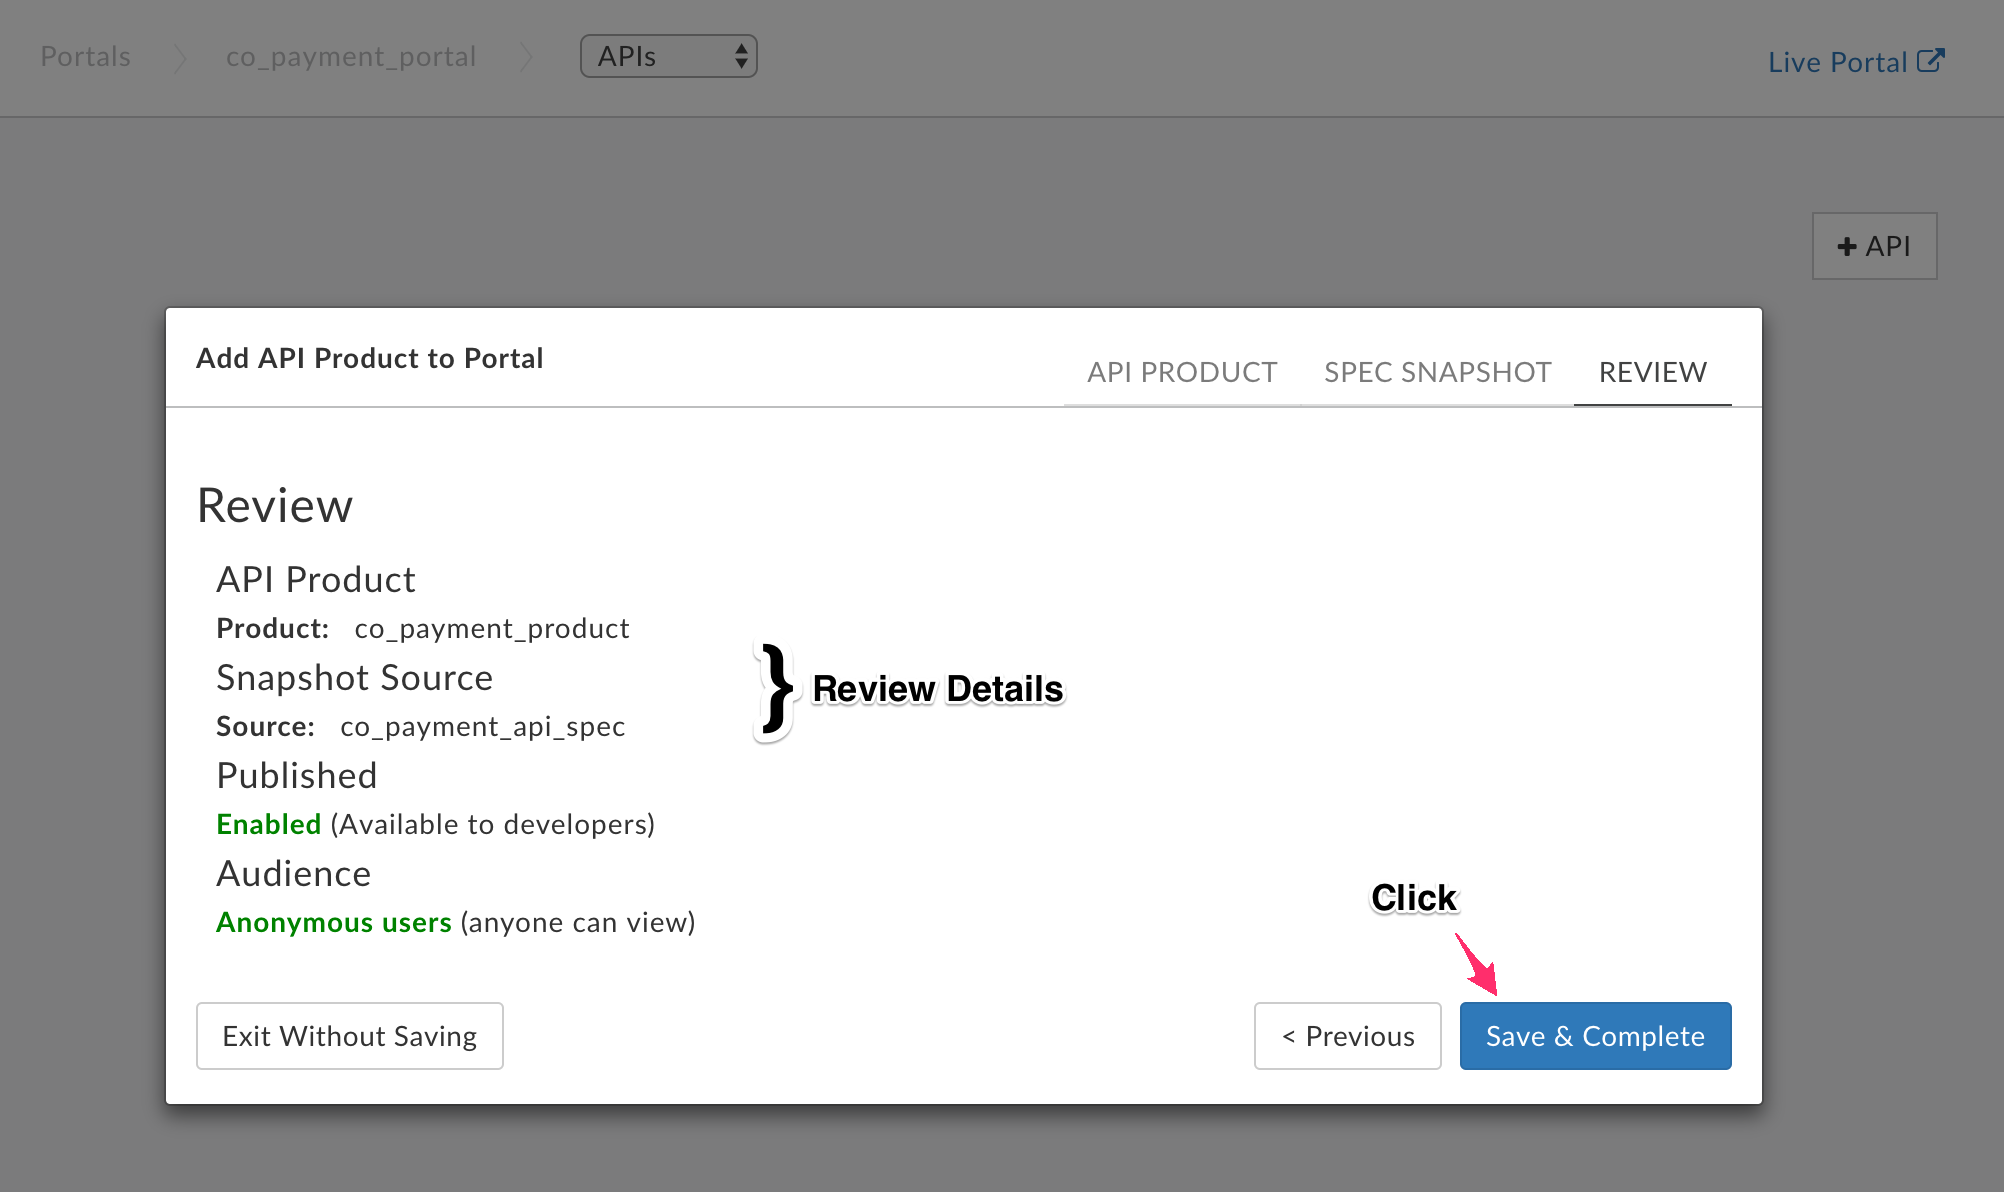 Portals co_payment_portal APIs
Live Portal
+ API
Add API Product to Portal
API PRODUCT SPEC SNAPSHOT REVIEW
Review
API Product
Product: co_payment_product
Snapshot Source
Source: co_payment_api_spec
} Review Details
Published
Enabled (Available to developers)
Audience
Anonymous users (anyone can view)
Click
Exit Without Saving
< Previous
Save & Complete